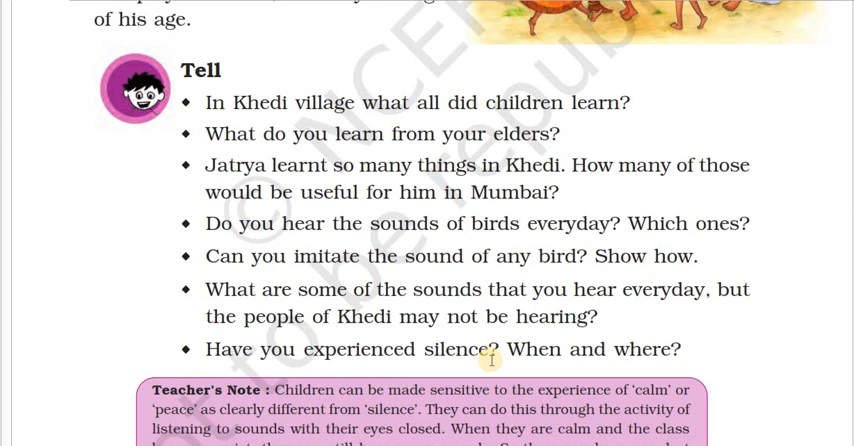 of his age.
Tell
◆ In Khedi village what all did children learn?
◆ What do you learn from your elders?
◆ Jatrya learnt so many things in Khedi. How many of those
would be useful for him in Mumbai?
◆ Do you hear the sounds of birds everyday? Which ones?
◆ Can you imitate the sound of any bird? Show how.
◆ What are some of the sounds that you hear everyday, but
the people of Khedi may not be hearing?
◆ Have you experienced silence? When and where?
Teacher's Note : Children can be made sensitive to the experience of 'calm' or
'peace' as clearly different from 'silence'. They can do this through the activity of
listening to sounds with their eyes closed. When they are calm and the class
© NCER
not to be republ